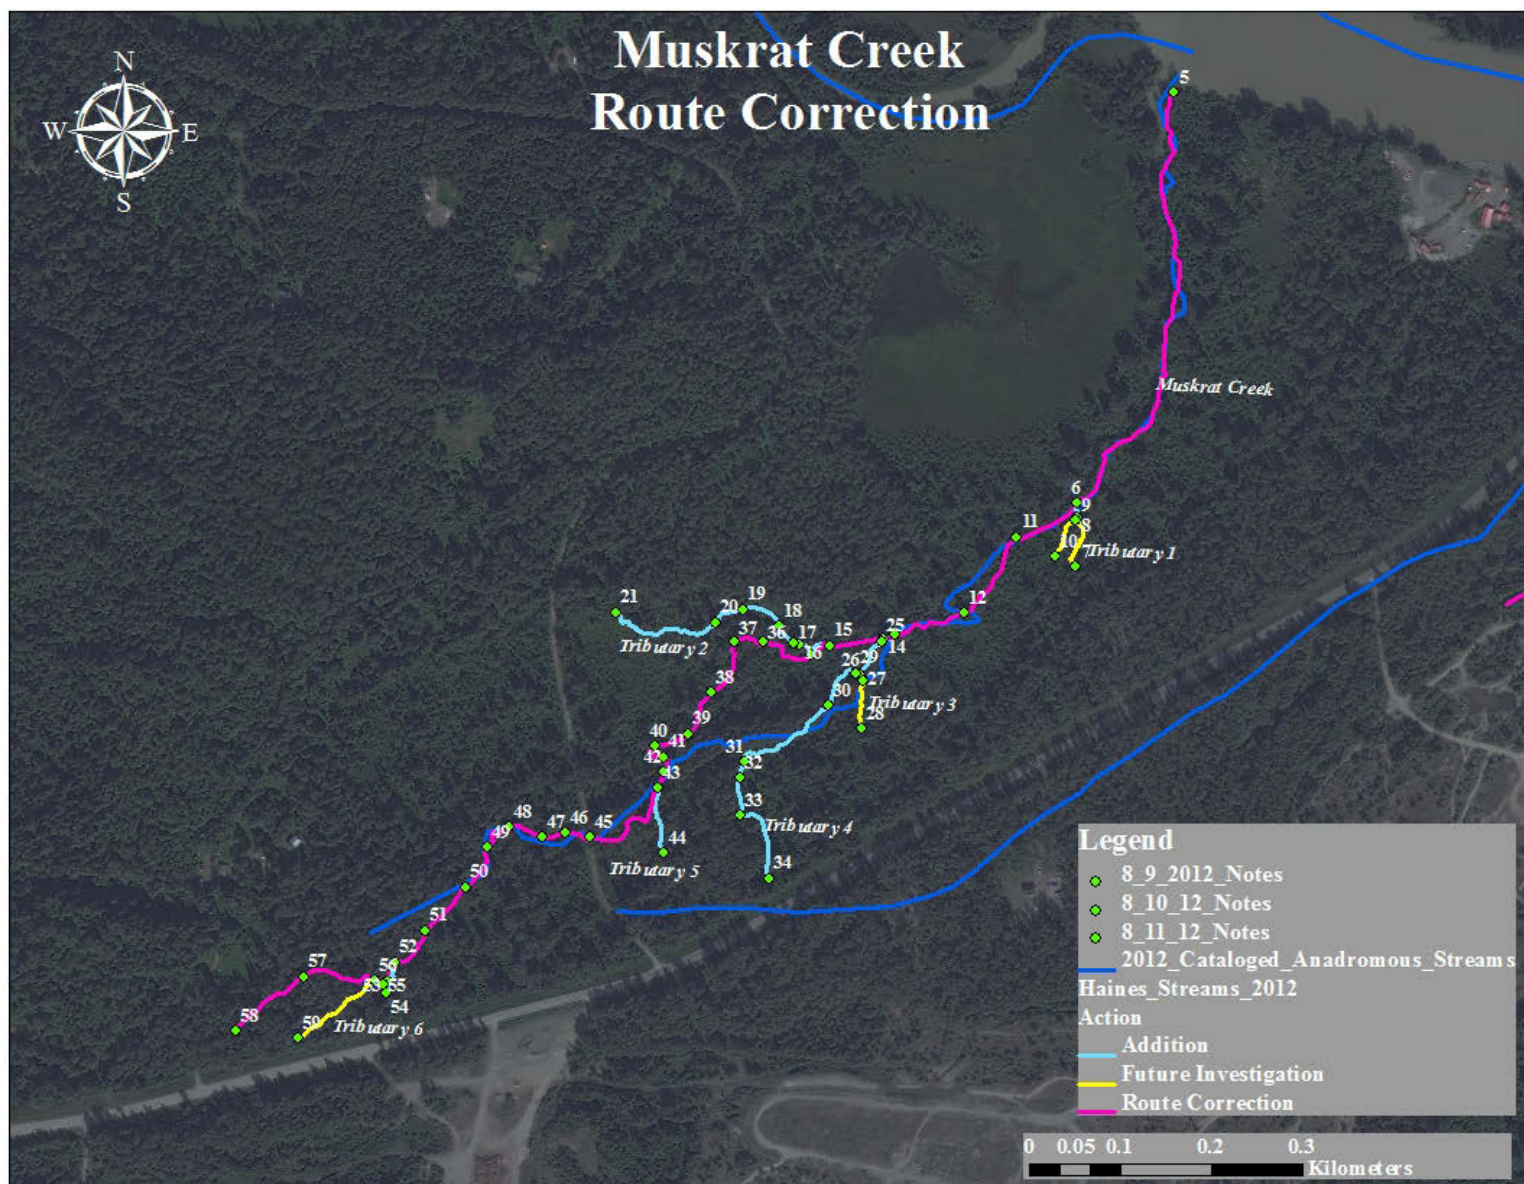 Muskrat Creek
Route Correction
N
W E
S
5
Muskrat Creek
6
9
8
11
10
7
Tributary 1
12
19
20
21
18
25
37
36
17
15
14
16
Tributary 2
26
29
27
38
30
Tributary 3
28
39
40
41
42
31
32
43
33
48
47
46
45
Tributary 4
49
44
Tributary 5
34
50
51
52
57
56
53
55
54
58
59
Tributary 6
Legend
8_9_2012_Notes
8_10_12_Notes
8_11_12_Notes
2012_Cataloged_Anadromous_Streams
Haines_Streams_2012
Action
Addition
Future Investigation
Route Correction
0 0.05 0.1 0.2 0.3
Kilometers